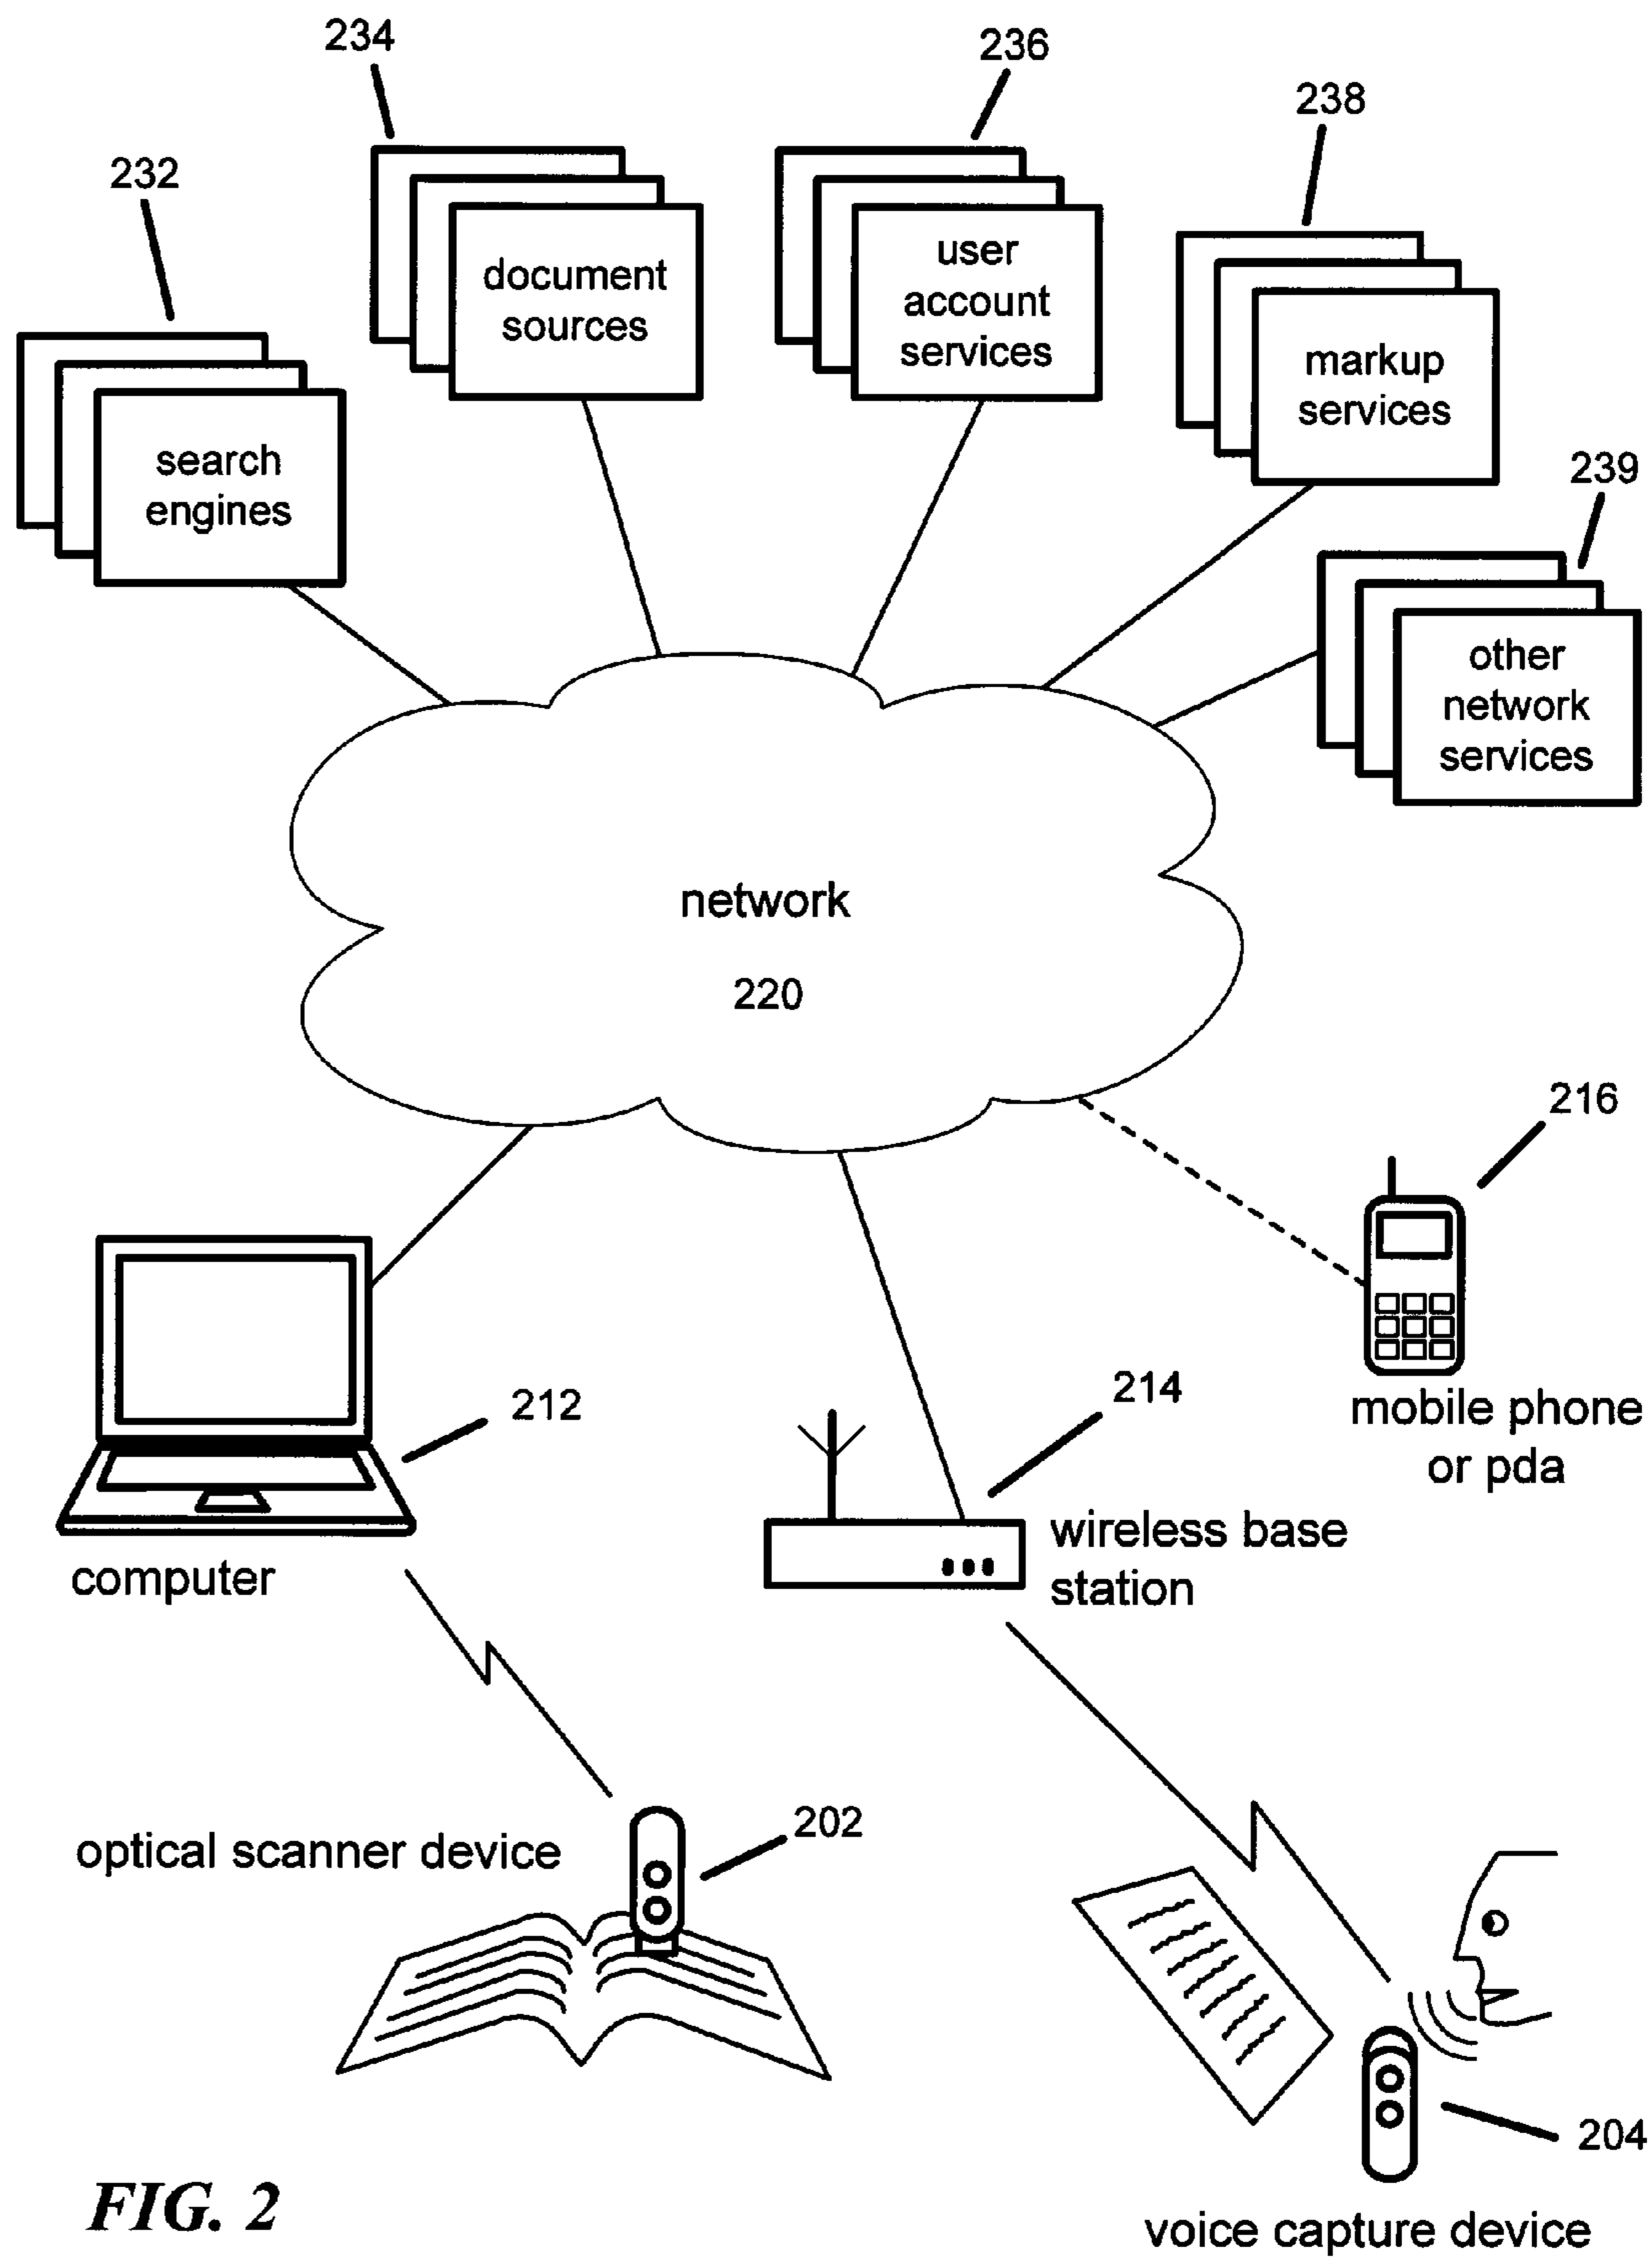 234
236
238
232
document
sources
user
account
services
markup
services
239
search
engines
other
network
services
network
220
216
mobile phone
or pda
212
214
wireless base
station
computer
202
optical scanner device
204
FIG. 2
voice capture device